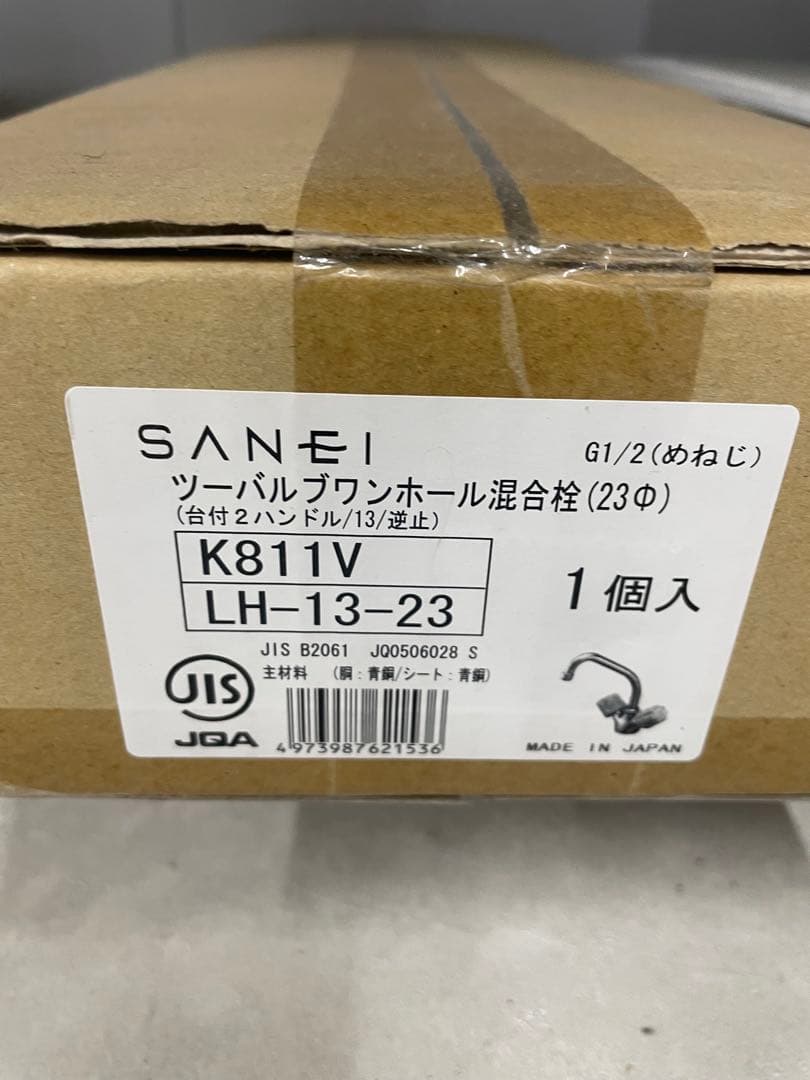 SANEI
G1/2(めねじ)
ツーバルブワンホール混合栓(23Φ)
(台付2ハンドル/13/逆止)
K811V
LH-13-23
1個入
JIS B2061 JQ0506028 S
主材料 (胴:青銅/シート:青銅)
JIS
JQA
4973987621536
MADE IN JAPAN